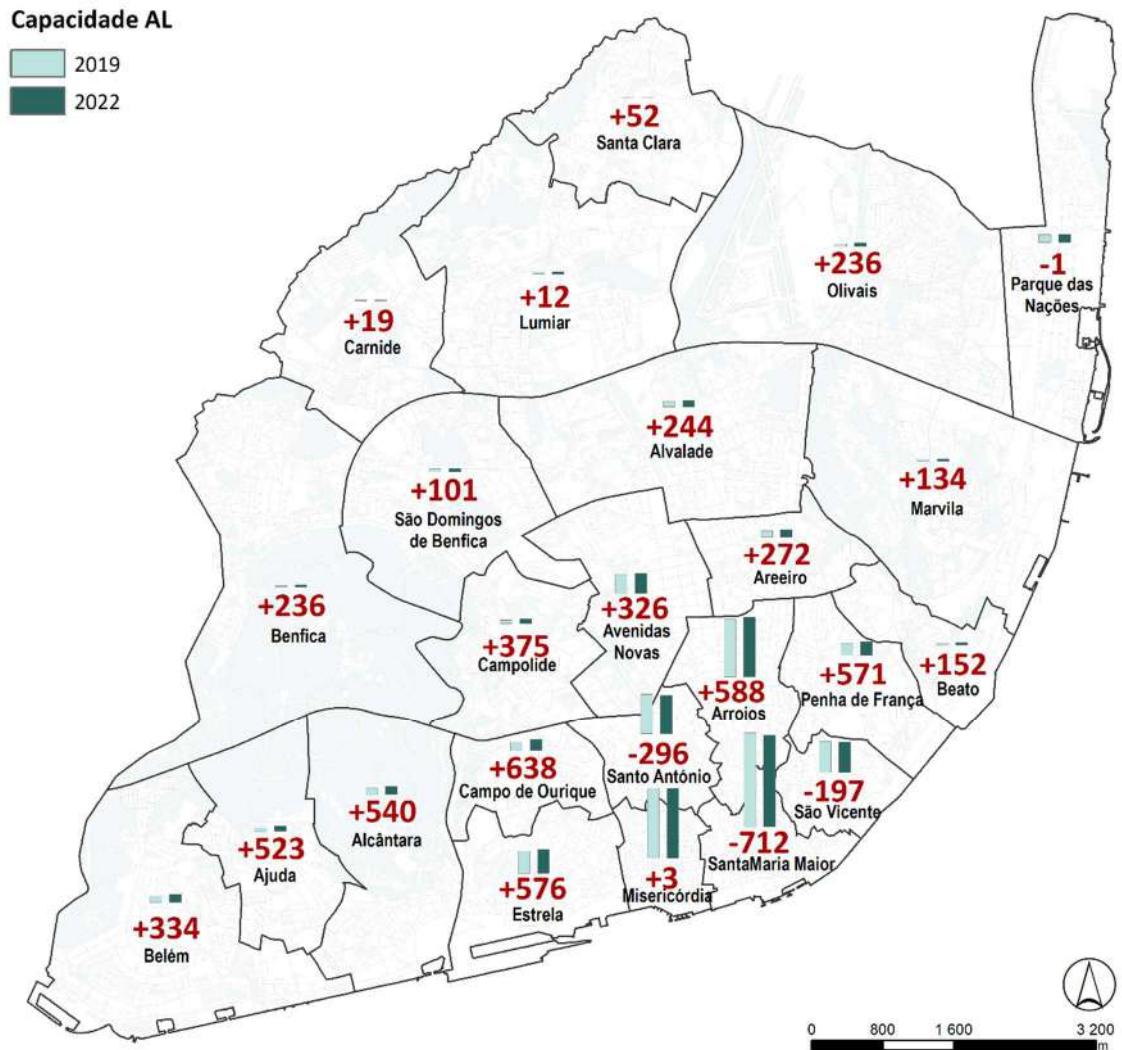 Capacidade AL
2019
2022
+52
Santa Clara
+236
Olivais
-1
Parque das
Nações
+12
Lumiar
+19
Carnide
+244
Alvalade
+134
Marvila
+101
São Domingos
de Benfica
+272
Areeiro
+236
Benfica
+326
Avenidas
Novas
+375
Campolide
+588
Arroios
+571
Penha de França
+152
Beato
+638
Campo de Ourique
-296
Santo António
-197
São Vicente
+540
Alcântara
+523
Ajuda
-712
SantaMaria Maior
+576
Estrela
+3
Misericórdia
+334
Belém
0 800 1 600 3 200
m